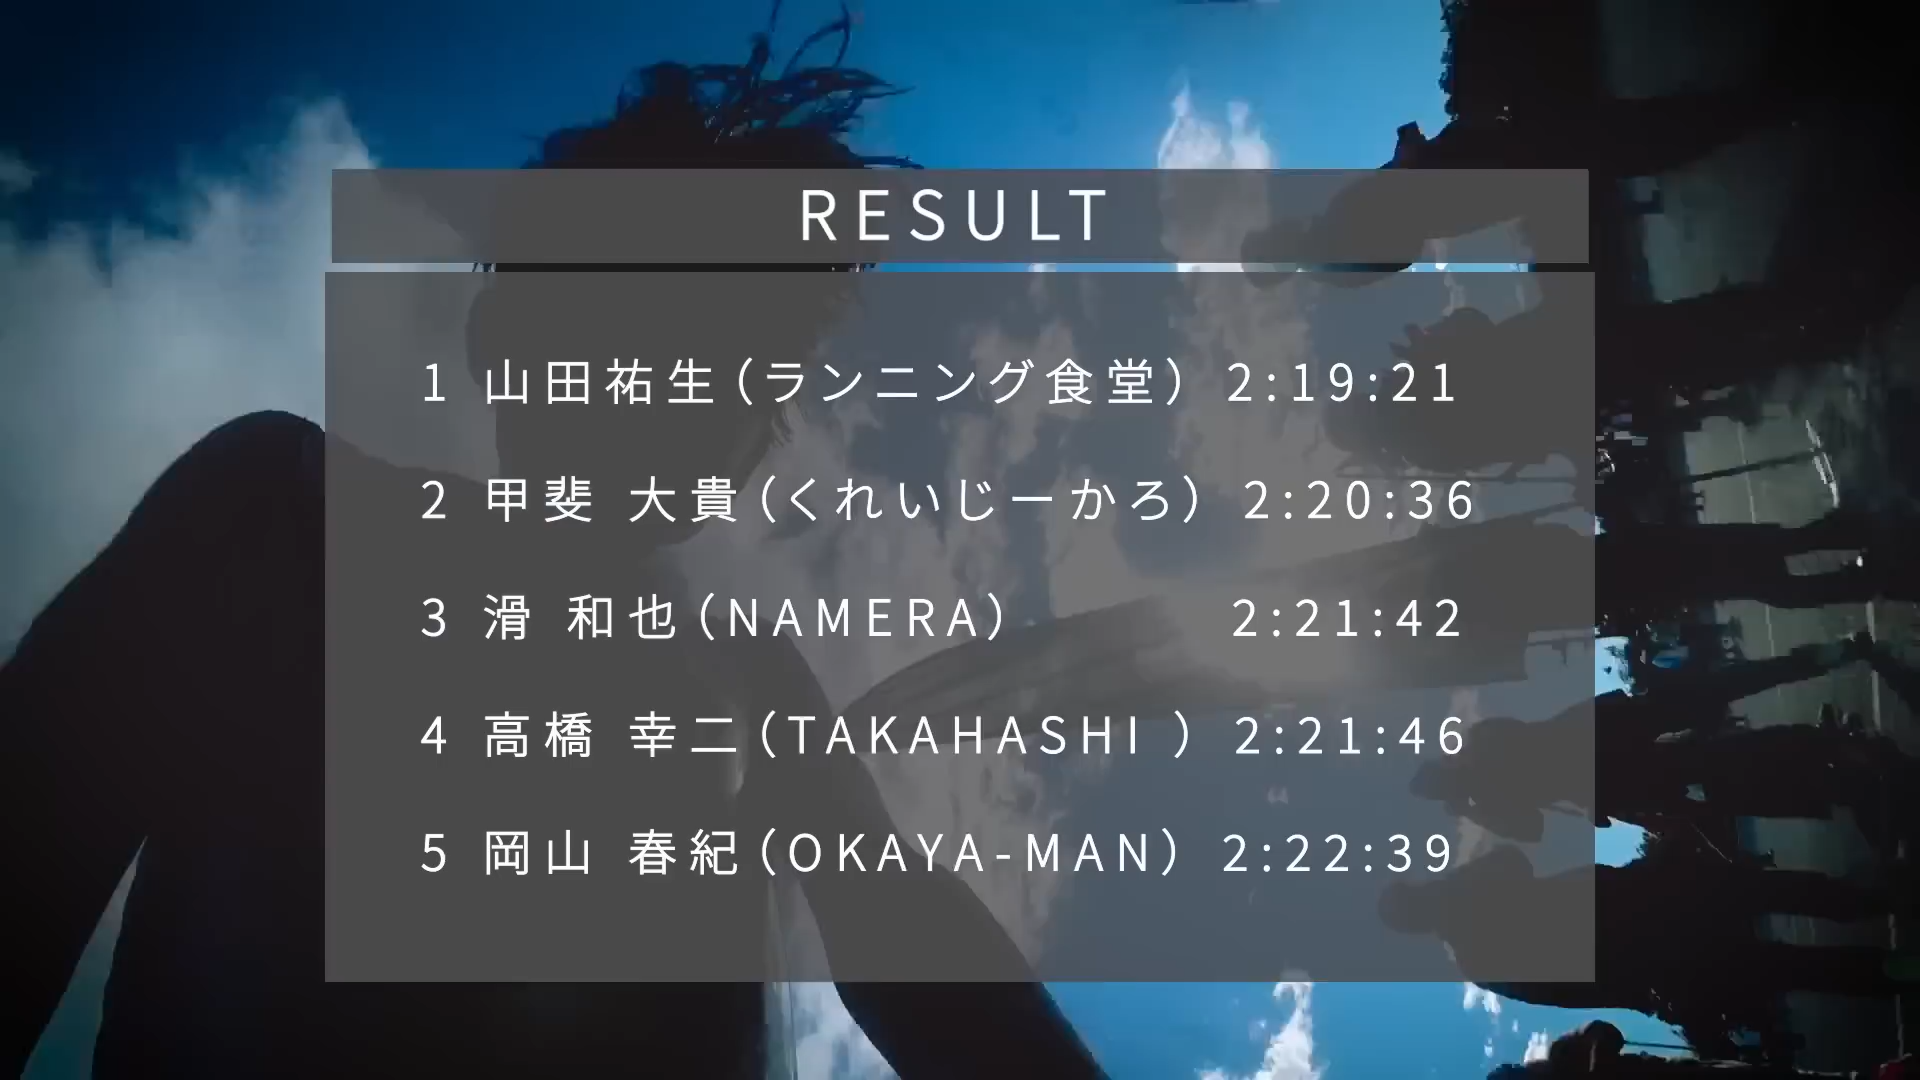 RESULT
1 山田祐生（ランニング食堂） 2:19:21
2 甲斐 大貴（くれいじーかろ） 2:20:36
3 滑 和也（NAMERA） 2:21:42
4 高橋 幸二（TAKAHASHI ） 2:21:46
5 岡山 春紀（OKAYA-MAN） 2:22:39